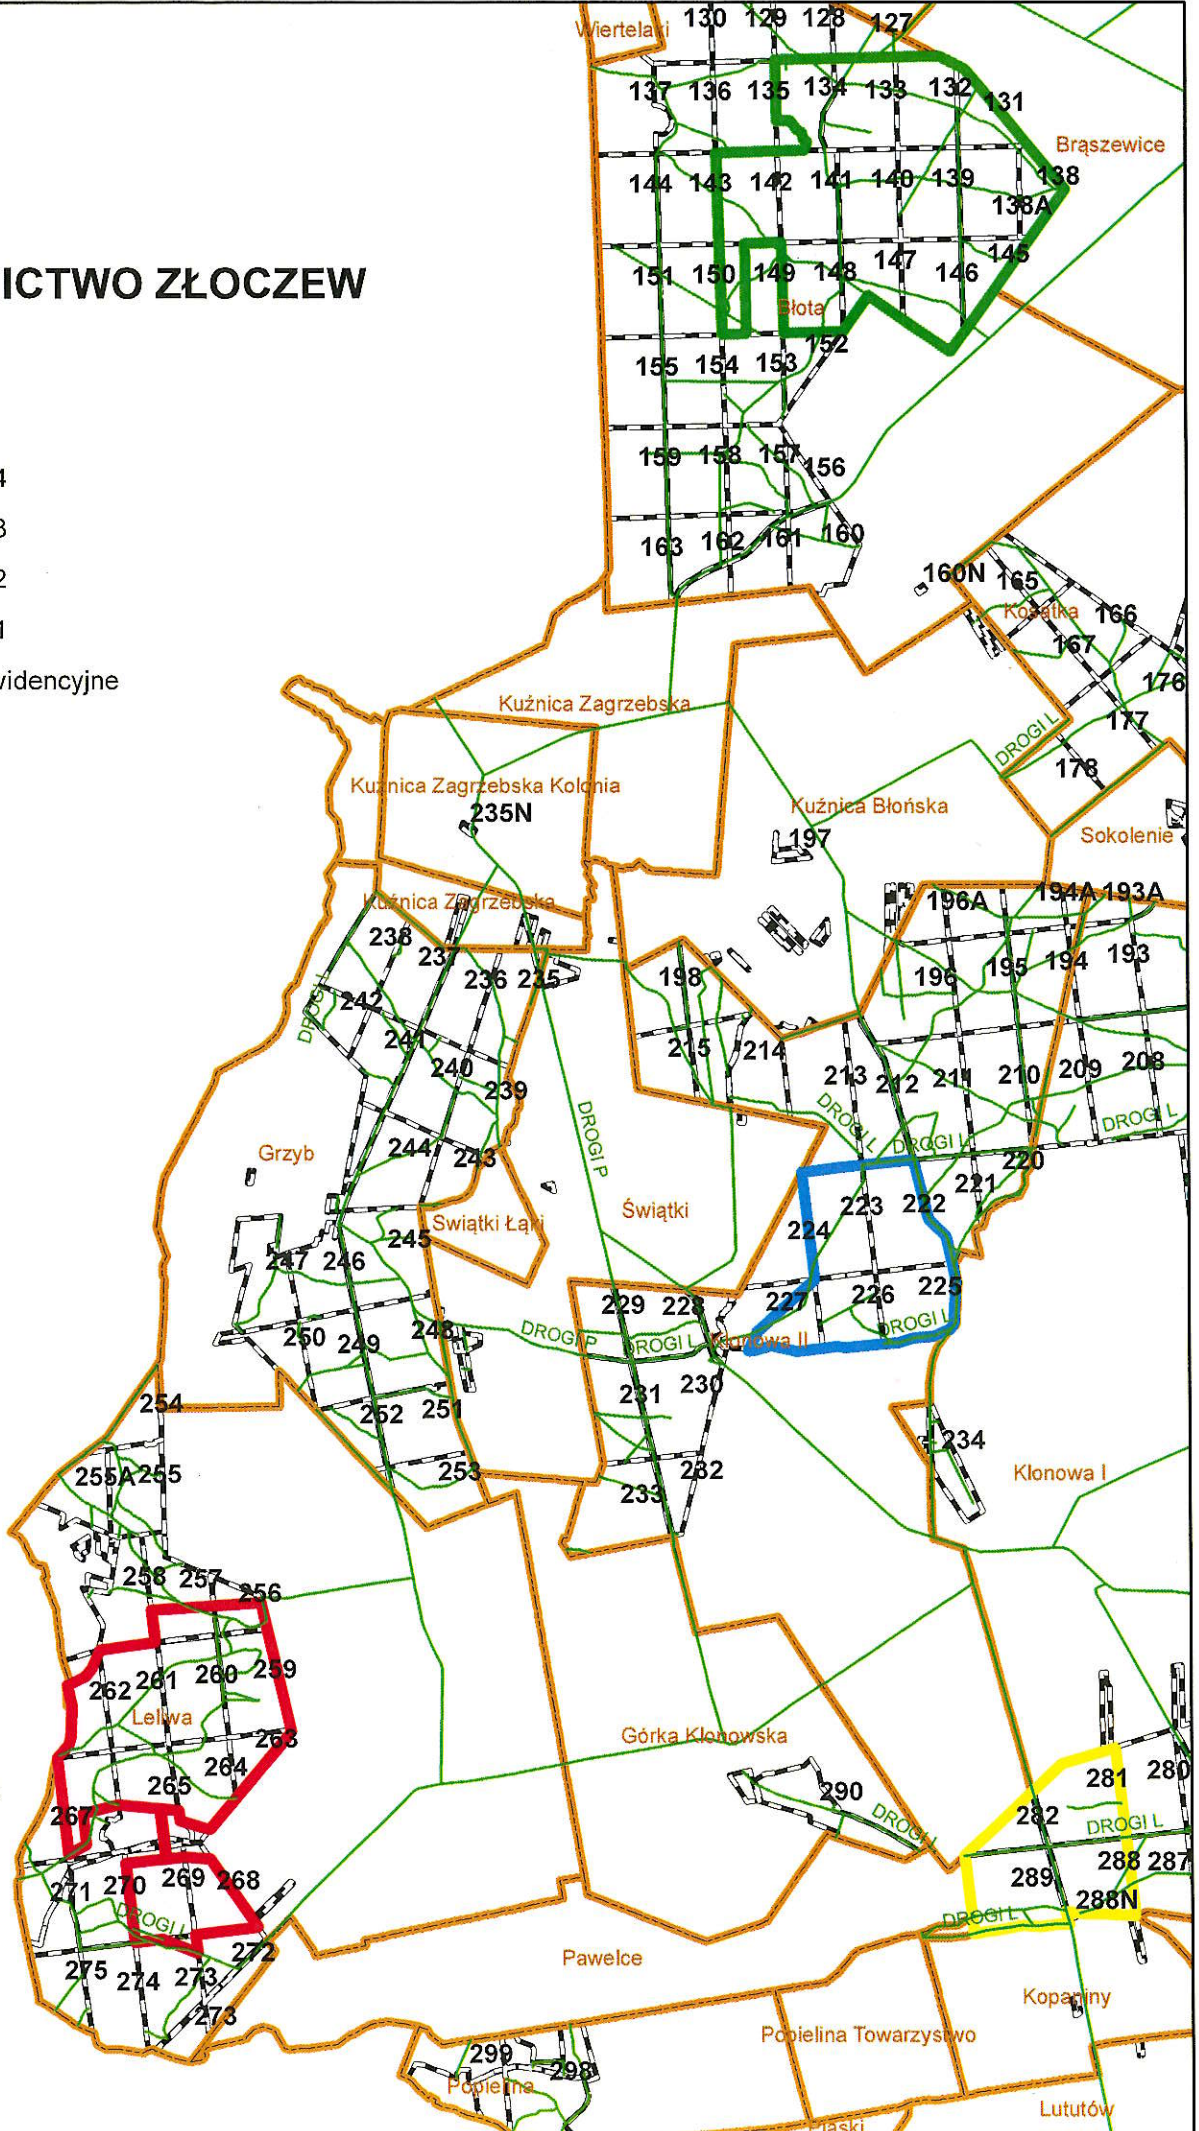 130 129 128 127
Wiertelaki
137 136 135 134 133 132 131
Brąszewice
144 143 142 141 140 139 138
138A
151 150 149 148 147 146 145
ICTWO ZŁOCZEW
Błota
155 154 153 152
159 158 157 156
4
3
163 162 161 160
2
160N 165
Kosatka 166
167
1
widencyjne
176
Kuźnica Zagrzebska
177
DROGI L
178
Kuźnica Zagrzebska Kolonia
235N
Kuźnica Błońska
197
Sokolenie
Kuźnica Zagrzebska
196A 194A 193A
238 237 236 235
198
196 195 194 193
DROGI L
242 241 240 239
215 214 213 212 211 210 209 208
DROGI P
DROGI L
DROGI L
DROGI L
244 243
Grzyb
220
221
223 222
Świątki
Świątki Łąki
224
245
247 246
225
226
227
229 228
250 249 248
DROGI P
DROGI L
Klonowa II
DROGI L
231 230
254
252 251
234
255A 255
253
232
233
Klonowa I
258 257 256
262 261 260 259
Leliwa
263
264
265
267
Górka Klonowska
290
DROGI L
281 280
282
DROGI L
271 270 269 268
DROGI L
289 288 287
288N
DROGI L
272
275 274 273
Pawelce
273
Kopaniny
Popielina Towarzystwo
299 298
Popielina
Lututów
Piaski